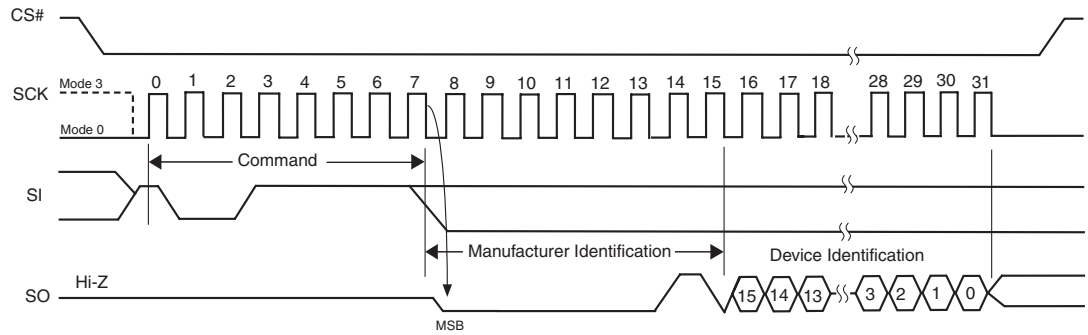 CS#
0 1 2 3 4 5 6 7 8 9 10 11 12 13 14 15 16 17 18 28 29 30 31
Mode 3
SCK
Mode 0
Command
SI
Manufacturer Identification
Device Identification
Hi-Z
SO
15 14 13 3 2 1 0
MSB